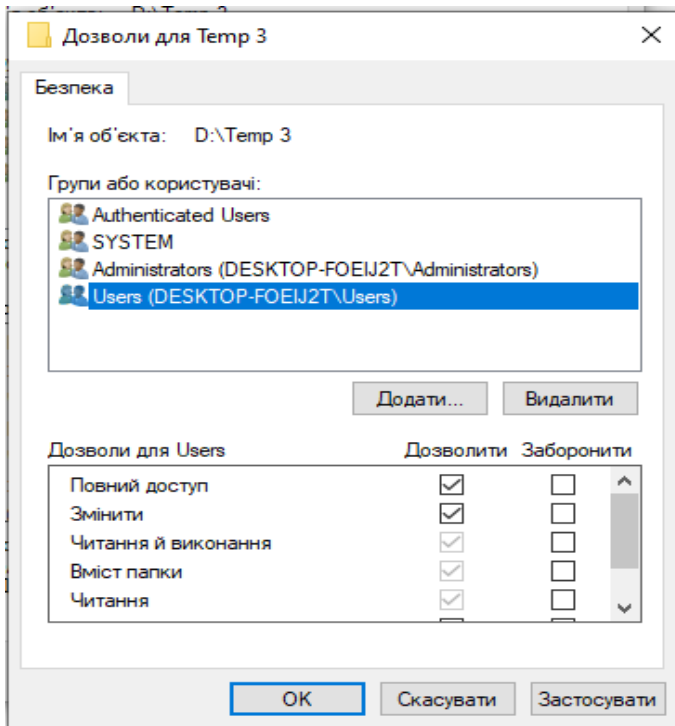 Дозволи для Temp 3
Безпека
Ім'я об'єкта: D:\Temp 3
Групи або користувачі:
Authenticated Users
SYSTEM
Administrators (DESKTOP-FOEIJ2T\Administrators)
Users (DESKTOP-FOEIJ2T\Users)
Додати... Видалити
Дозволи для Users Дозволити Заборонити
Повний доступ
Змінити
Читання й виконання
Вміст папки
Читання
OK Скасувати Застосувати